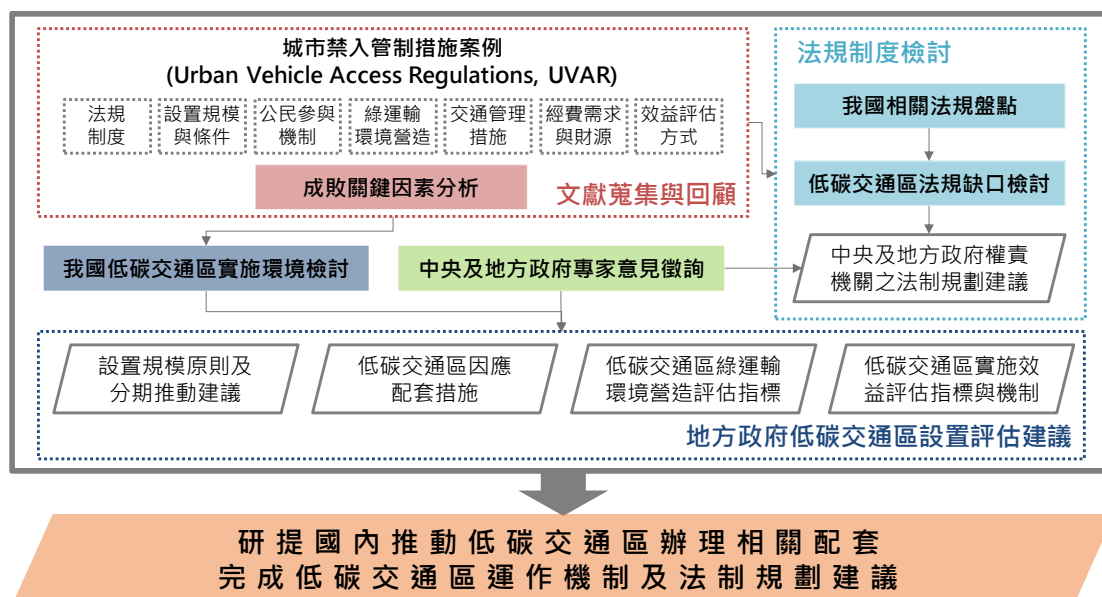 城市禁入管制措施案例
(Urban Vehicle Access Regulations, UVAR)
法規
制度
設置規模
與條件
公民參與
機制
綠運輸
環境營造
交通管理
措施
經費需求
與財源
效益評估
方式
成敗關鍵因素分析
文獻蒐集與回顧
法規制度檢討
我國相關法規盤點
低碳交通區法規缺口檢討
中央及地方政府權責
機關之法制規劃建議
我國低碳交通區實施環境檢討
中央及地方政府專家意見徵詢
設置規模原則及
分期推動建議
低碳交通區因應
配套措施
低碳交通區綠運輸
環境營造評估指標
低碳交通區實施效
益評估指標與機制
地方政府低碳交通區設置評估建議
研提國內推動低碳交通區辦理相關配套
完成低碳交通區運作機制及法制規劃建議